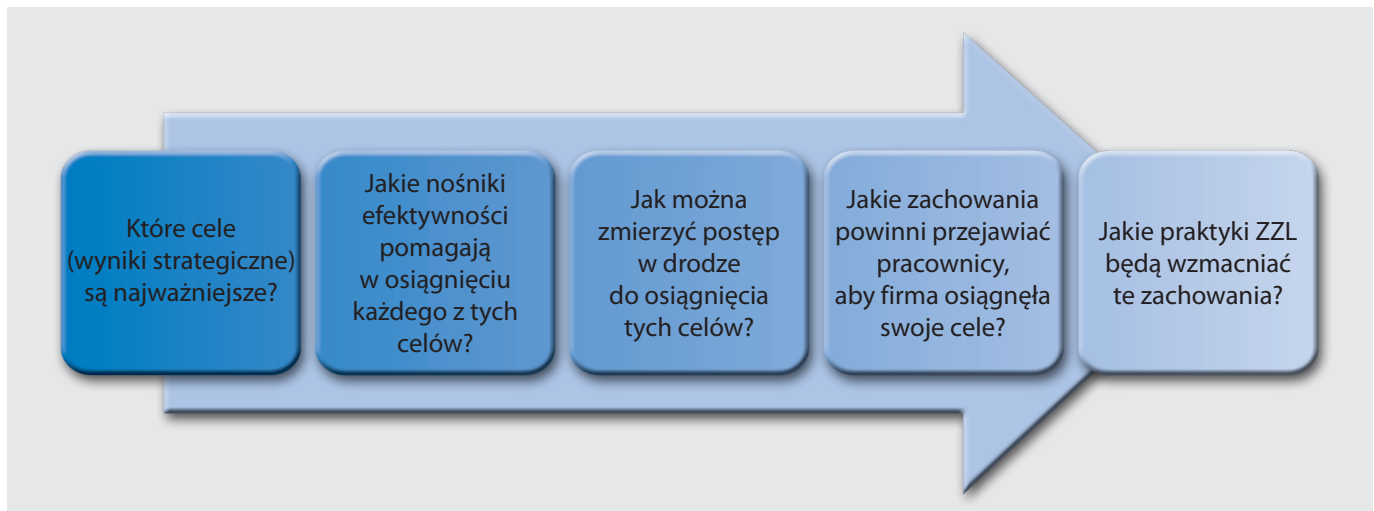 Które cele
(wyniki strategiczne)
są najważniejsze?
Jakie nośniki
efektywności
pomagają
w osiągnięciu
każdego z tych
celów?
Jak można
zmierzyć postęp
w drodze
do osiągnięcia
tych celów?
Jakie zachowania
powinni przejawiać
pracownicy,
aby firma osiągnęła
swoje cele?
Jakie praktyki ZZL
będą wzmacniać
te zachowania?